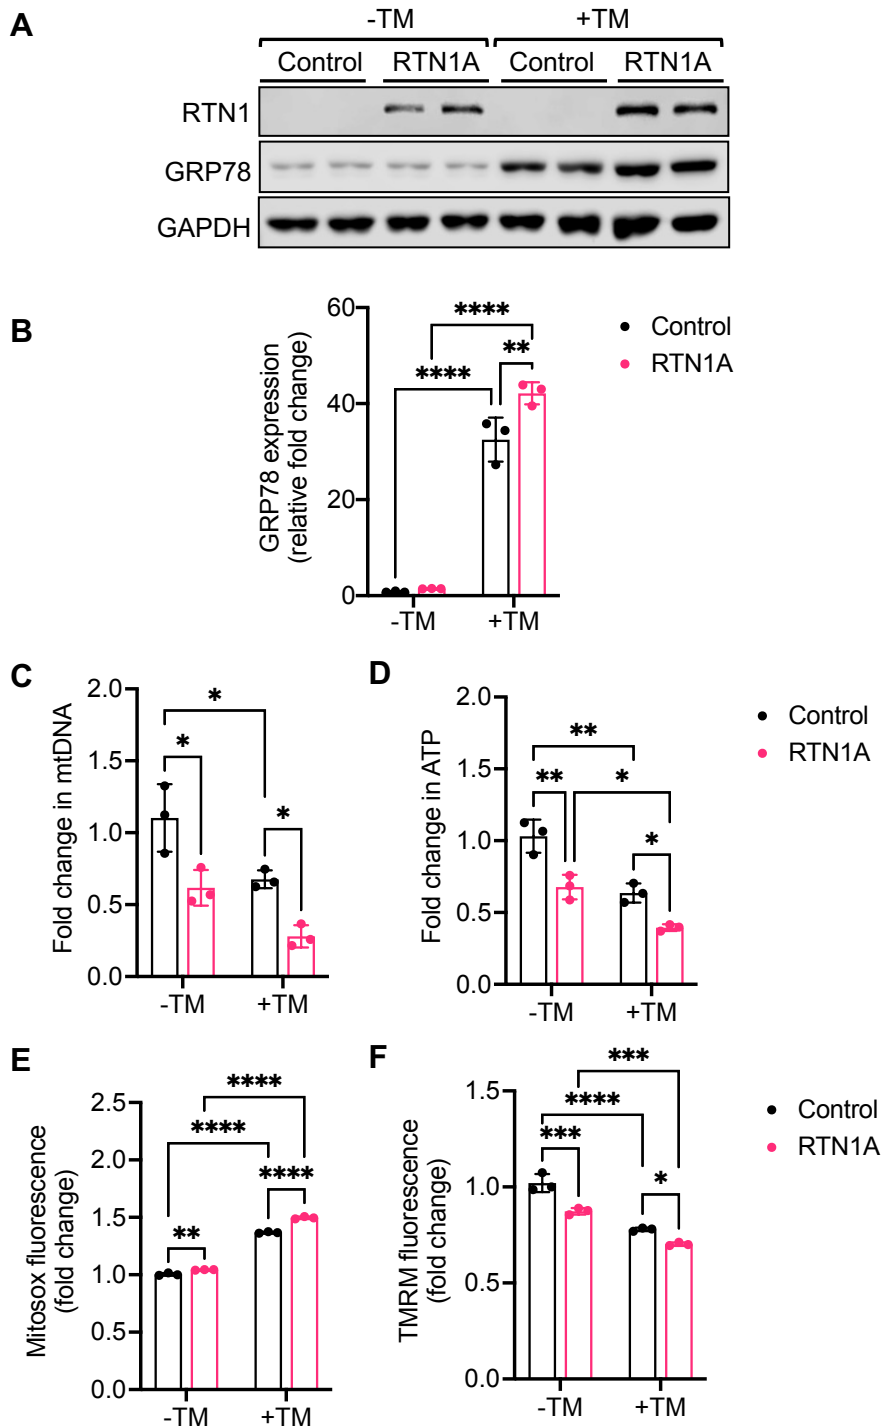 A
-TM +TM
Control RTN1A Control RTN1A
RTN1
GRP78
GAPDH
B
GRP78 expression
(relative fold change)
60
40
20
0
****
****
**
-TM +TM
Control
RTN1A
C
Fold change in mtDNA
2.0
1.5
1.0
0.5
0.0
*
*
*
-TM +TM
D
Fold change in ATP
2.0
1.5
1.0
0.5
0.0
**
**
*
*
-TM +TM
Control
RTN1A
E
Mitosox fluorescence
(fold change)
2.5
2.0
1.5
1.0
0.5
0.0
****
****
****
**
-TM +TM
F
TMRM fluorescence
(fold change)
1.5
1.0
0.5
0.0
***
****
***
*
-TM +TM
Control
RTN1A